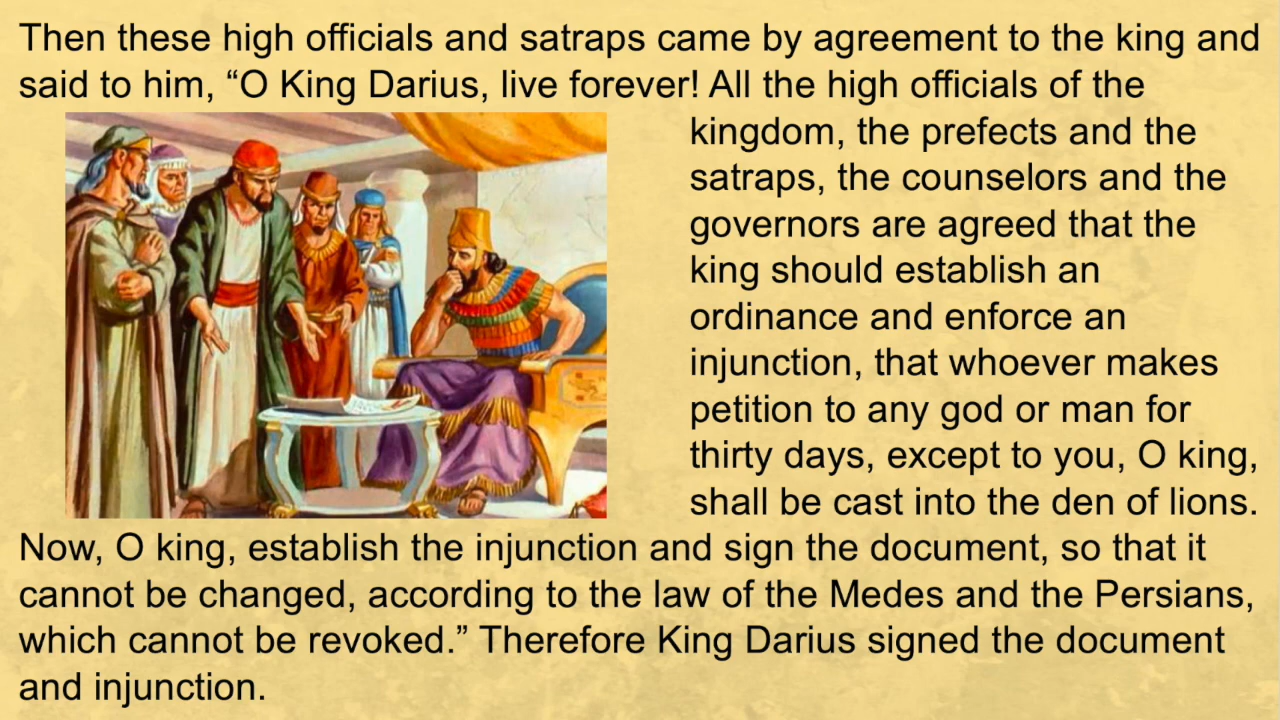 Then these high officials and satraps came by agreement to the king and
said to him, “O King Darius, live forever! All the high officials of the
kingdom, the prefects and the
satraps, the counselors and the
governors are agreed that the
king should establish an
ordinance and enforce an
injunction, that whoever makes
petition to any god or man for
thirty days, except to you, O king,
shall be cast into the den of lions.
Now, O king, establish the injunction and sign the document, so that it
cannot be changed, according to the law of the Medes and the Persians,
which cannot be revoked.” Therefore King Darius signed the document
and injunction.